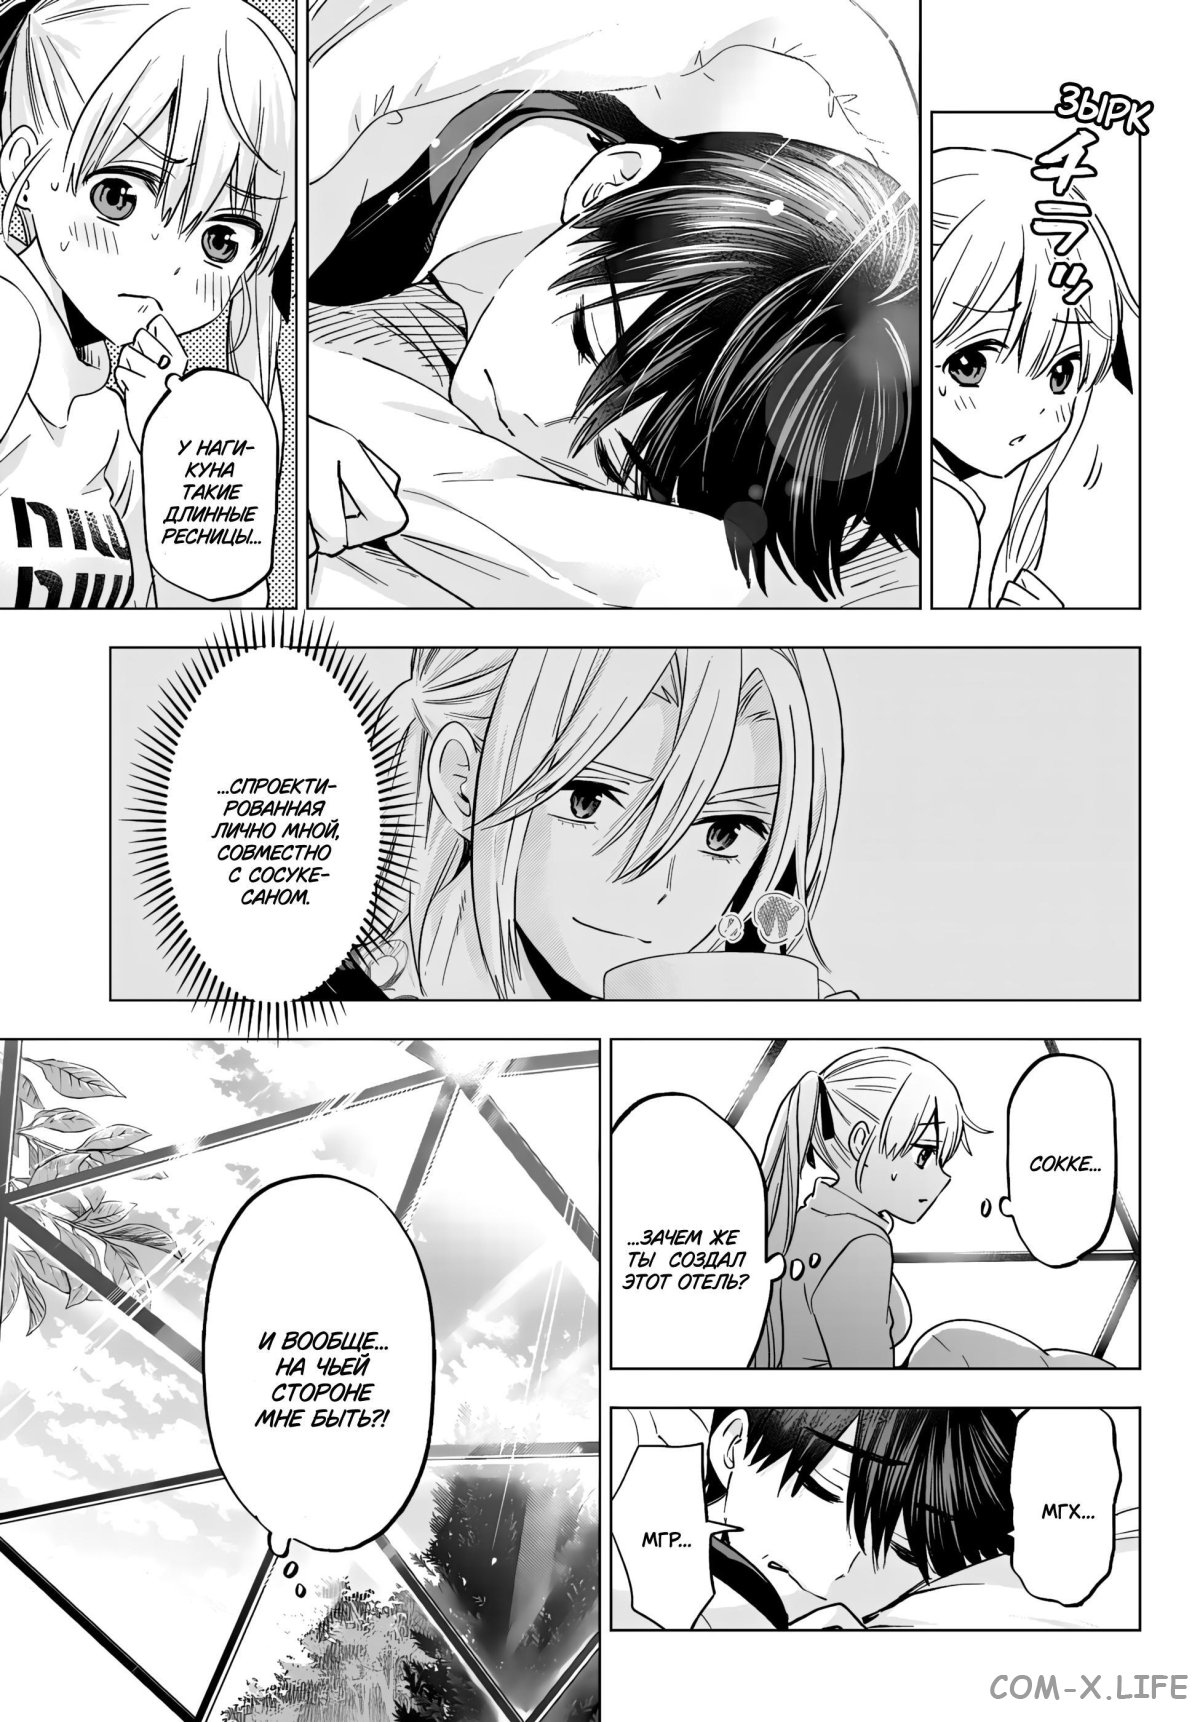 ЗЫРК
チラッ
У НАГИ-
КУНА
ТАКИЕ
ДЛИННЫЕ
РЕСНИЦЫ...
...СПРОЕКТИ-
РОВАННАЯ
ЛИЧНО МНОЙ,
СОВМЕСТНО
С СОСУКЕ-
САНОМ.
СОККЕ...
...ЗАЧЕМ ЖЕ
ТЫ СОЗДАЛ
ЭТОТ ОТЕЛЬ?
МГХ...
МГР...
И ВООБЩЕ...
НА ЧЬЕЙ
СТОРОНЕ
МНЕ БЫТЬ?!
COM-X.LIFE